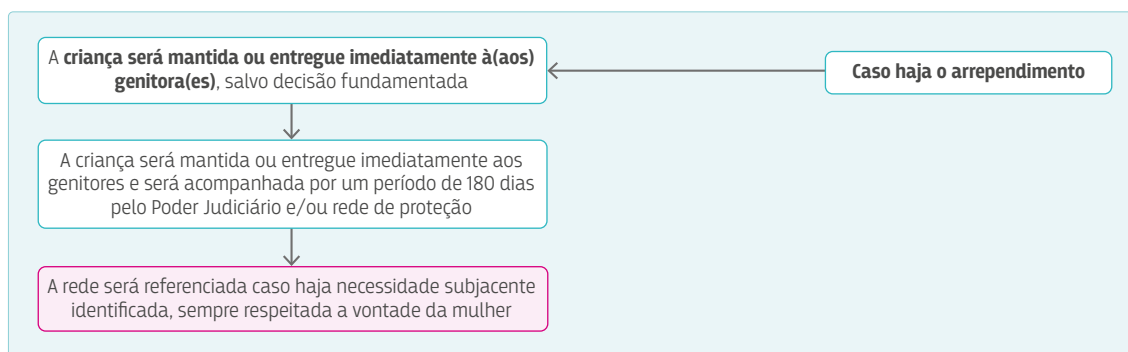 A criança será mantida ou entregue imediatamente à(aos)
genitora(es), salvo decisão fundamentada
Caso haja o arrependimento
A criança será mantida ou entregue imediatamente aos
genitores e será acompanhada por um período de 180 dias
pelo Poder Judiciário e/ou rede de proteção
A rede será referenciada caso haja necessidade subjacente
identificada, sempre respeitada a vontade da mulher